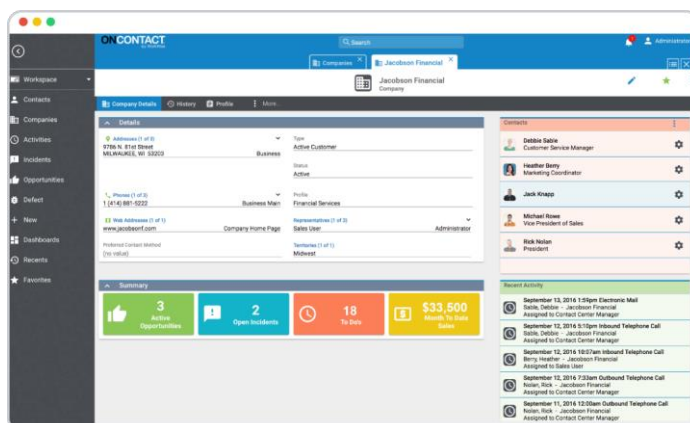 ONCONTACT
by WorkWise
Search
Administrator
Companies
Jacobson Financial
Jacobson Financial
Company
Workspace
Contacts
Companies
Activities
Incidents
Opportunities
Defect
New
Dashboards
Recents
Favorites
Company Details
History
Profile
More
Details
Addresses (1 of 3)
9786 N. 81st Street
MILWAUKEE, WI 53203
Business
Type
Active Customer
Status
Active
Phones (1 of 3)
1 (414) 881-5222
Business Main
Profile
Financial Services
Web Addresses (1 of 1)
www.jacobsonf.com
Company Home Page
Representatives (1 of 2)
Sales User
Administrator
Preferred Contact Method
(no value)
Territories (1 of 1)
Midwest
Summary
3
Active
Opportunities
2
Open Incidents
18
To Do's
$33,500
Month To Date
Sales
Contacts
Debbie Sable
Customer Service Manager
Heather Berry
Marketing Coordinator
Jack Knapp
Michael Rowe
Vice President of Sales
Rick Nolan
President
Recent Activity
September 13, 2016 1:59pm Electronic Mail
Sable, Debbie - Jacobson Financial
Assigned to Contact Center Manager
September 12, 2016 5:10pm Inbound Telephone Call
Sable, Debbie - Jacobson Financial
Assigned to Contact Center Manager
September 12, 2016 10:57am Inbound Telephone Call
Berry, Heather - Jacobson Financial
Assigned to Sales User
September 12, 2016 7:33am Outbound Telephone Call
Nolan, Rick - Jacobson Financial
Assigned to Contact Center Manager
September 11, 2016 12:00am Outbound Telephone Call
Nolan, Rick - Jacobson Financial
Assigned to Contact Center Manager